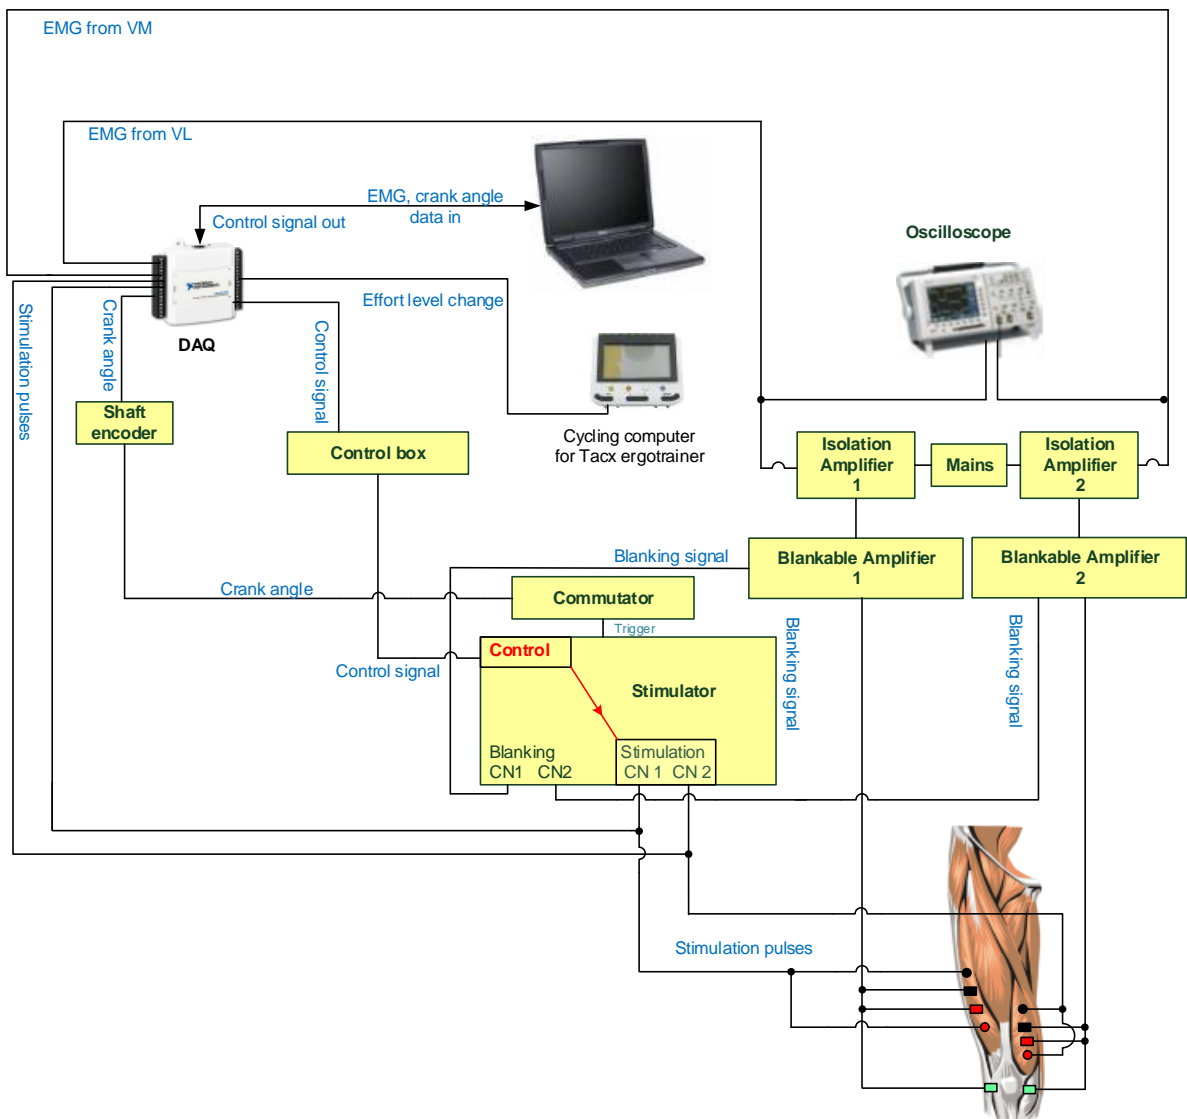 EMG from VM
EMG from VL
EMG, crank angle
data in
Control signal out
Oscilloscope
Effort level change
DAQ
Stimulation pulses
Crank angle
Control signal
Shaft
encoder
Control box
Cycling computer
for Tacx ergotrainer
Isolation
Amplifier
1
Mains
Isolation
Amplifier
2
Blanking signal
Blankable Amplifier
1
Blankable Amplifier
2
Crank angle
Commutator
Trigger
Control
Control signal
Stimulator
Blanking signal
Blanking signal
Blanking
CN1 CN2
Stimulation
CN 1 CN 2
Stimulation pulses